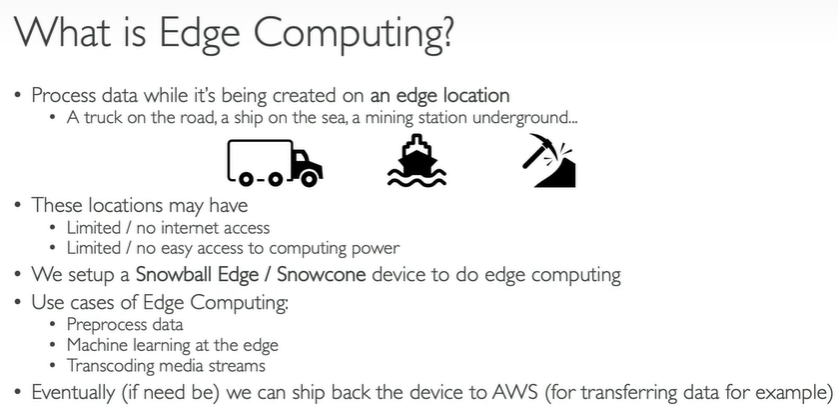 What is Edge Computing?
• Process data while it's being created on an edge location
• A truck on the road, a ship on the sea, a mining station underground...
• These locations may have
• Limited / no internet access
• Limited / no easy access to computing power
• We setup a Snowball Edge / Snowcone device to do edge computing
• Use cases of Edge Computing:
• Preprocess data
• Machine learning at the edge
• Transcoding media streams
• Eventually (if need be) we can ship back the device to AWS (for transferring data for example)